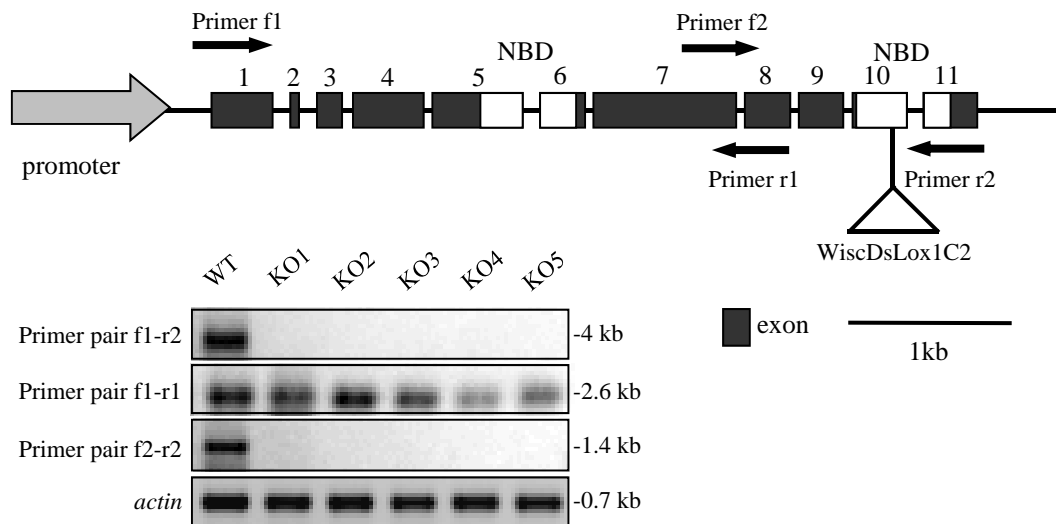 Primer f1
Primer f2
NBD
NBD
1 2 3 4 5 6 7 8 9 10 11
promoter
Primer r1
Primer r2
WiscDsLox1C2
WT KO1 KO2 KO3 KO4 KO5
Primer pair f1-r2
-4 kb
Primer pair f1-r1
-2.6 kb
Primer pair f2-r2
-1.4 kb
actin
-0.7 kb
exon
1kb